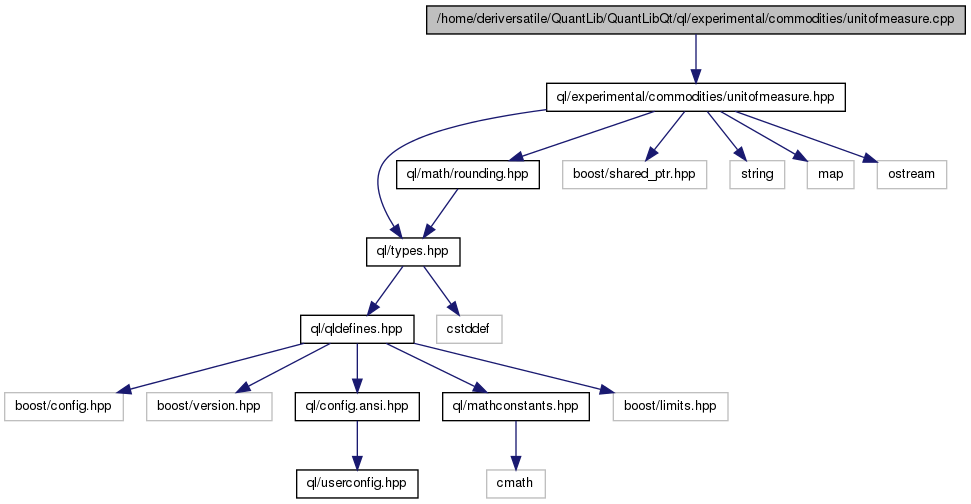 /home/deriversatile/QuantLib/QuantLibQt/ql/experimental/commodities/unitofmeasure.cpp
ql/experimental/commodities/unitofmeasure.hpp
ql/math/rounding.hpp
boost/shared_ptr.hpp
string
map
ostream
ql/types.hpp
ql/qldefines.hpp
cstddef
boost/config.hpp
boost/version.hpp
ql/config.ansi.hpp
ql/mathconstants.hpp
boost/limits.hpp
ql/userconfig.hpp
cmath